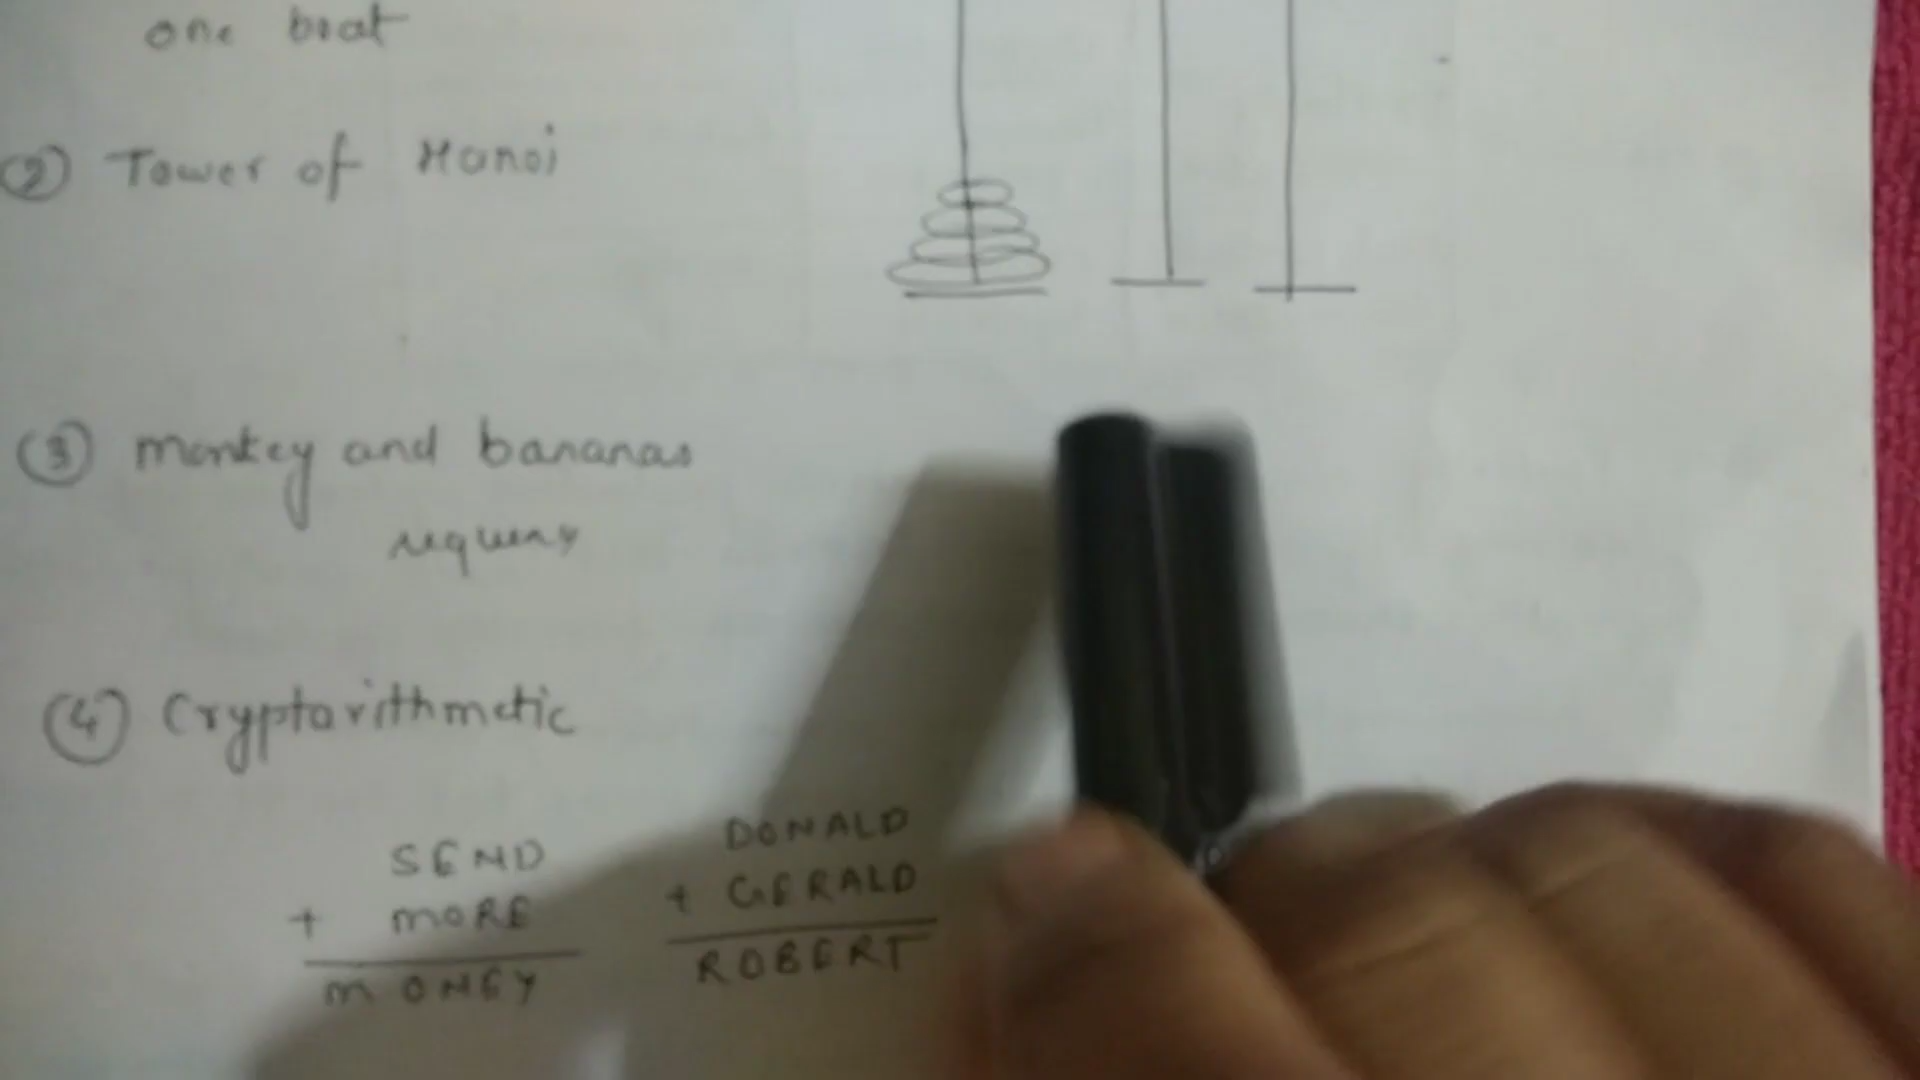 one boat
② Tower of Hanoi
③ monkey and bananas
④ Cryptarithmetic
SEND
+ MORE
MONEY
DONALD
+ GERALD
ROBERT